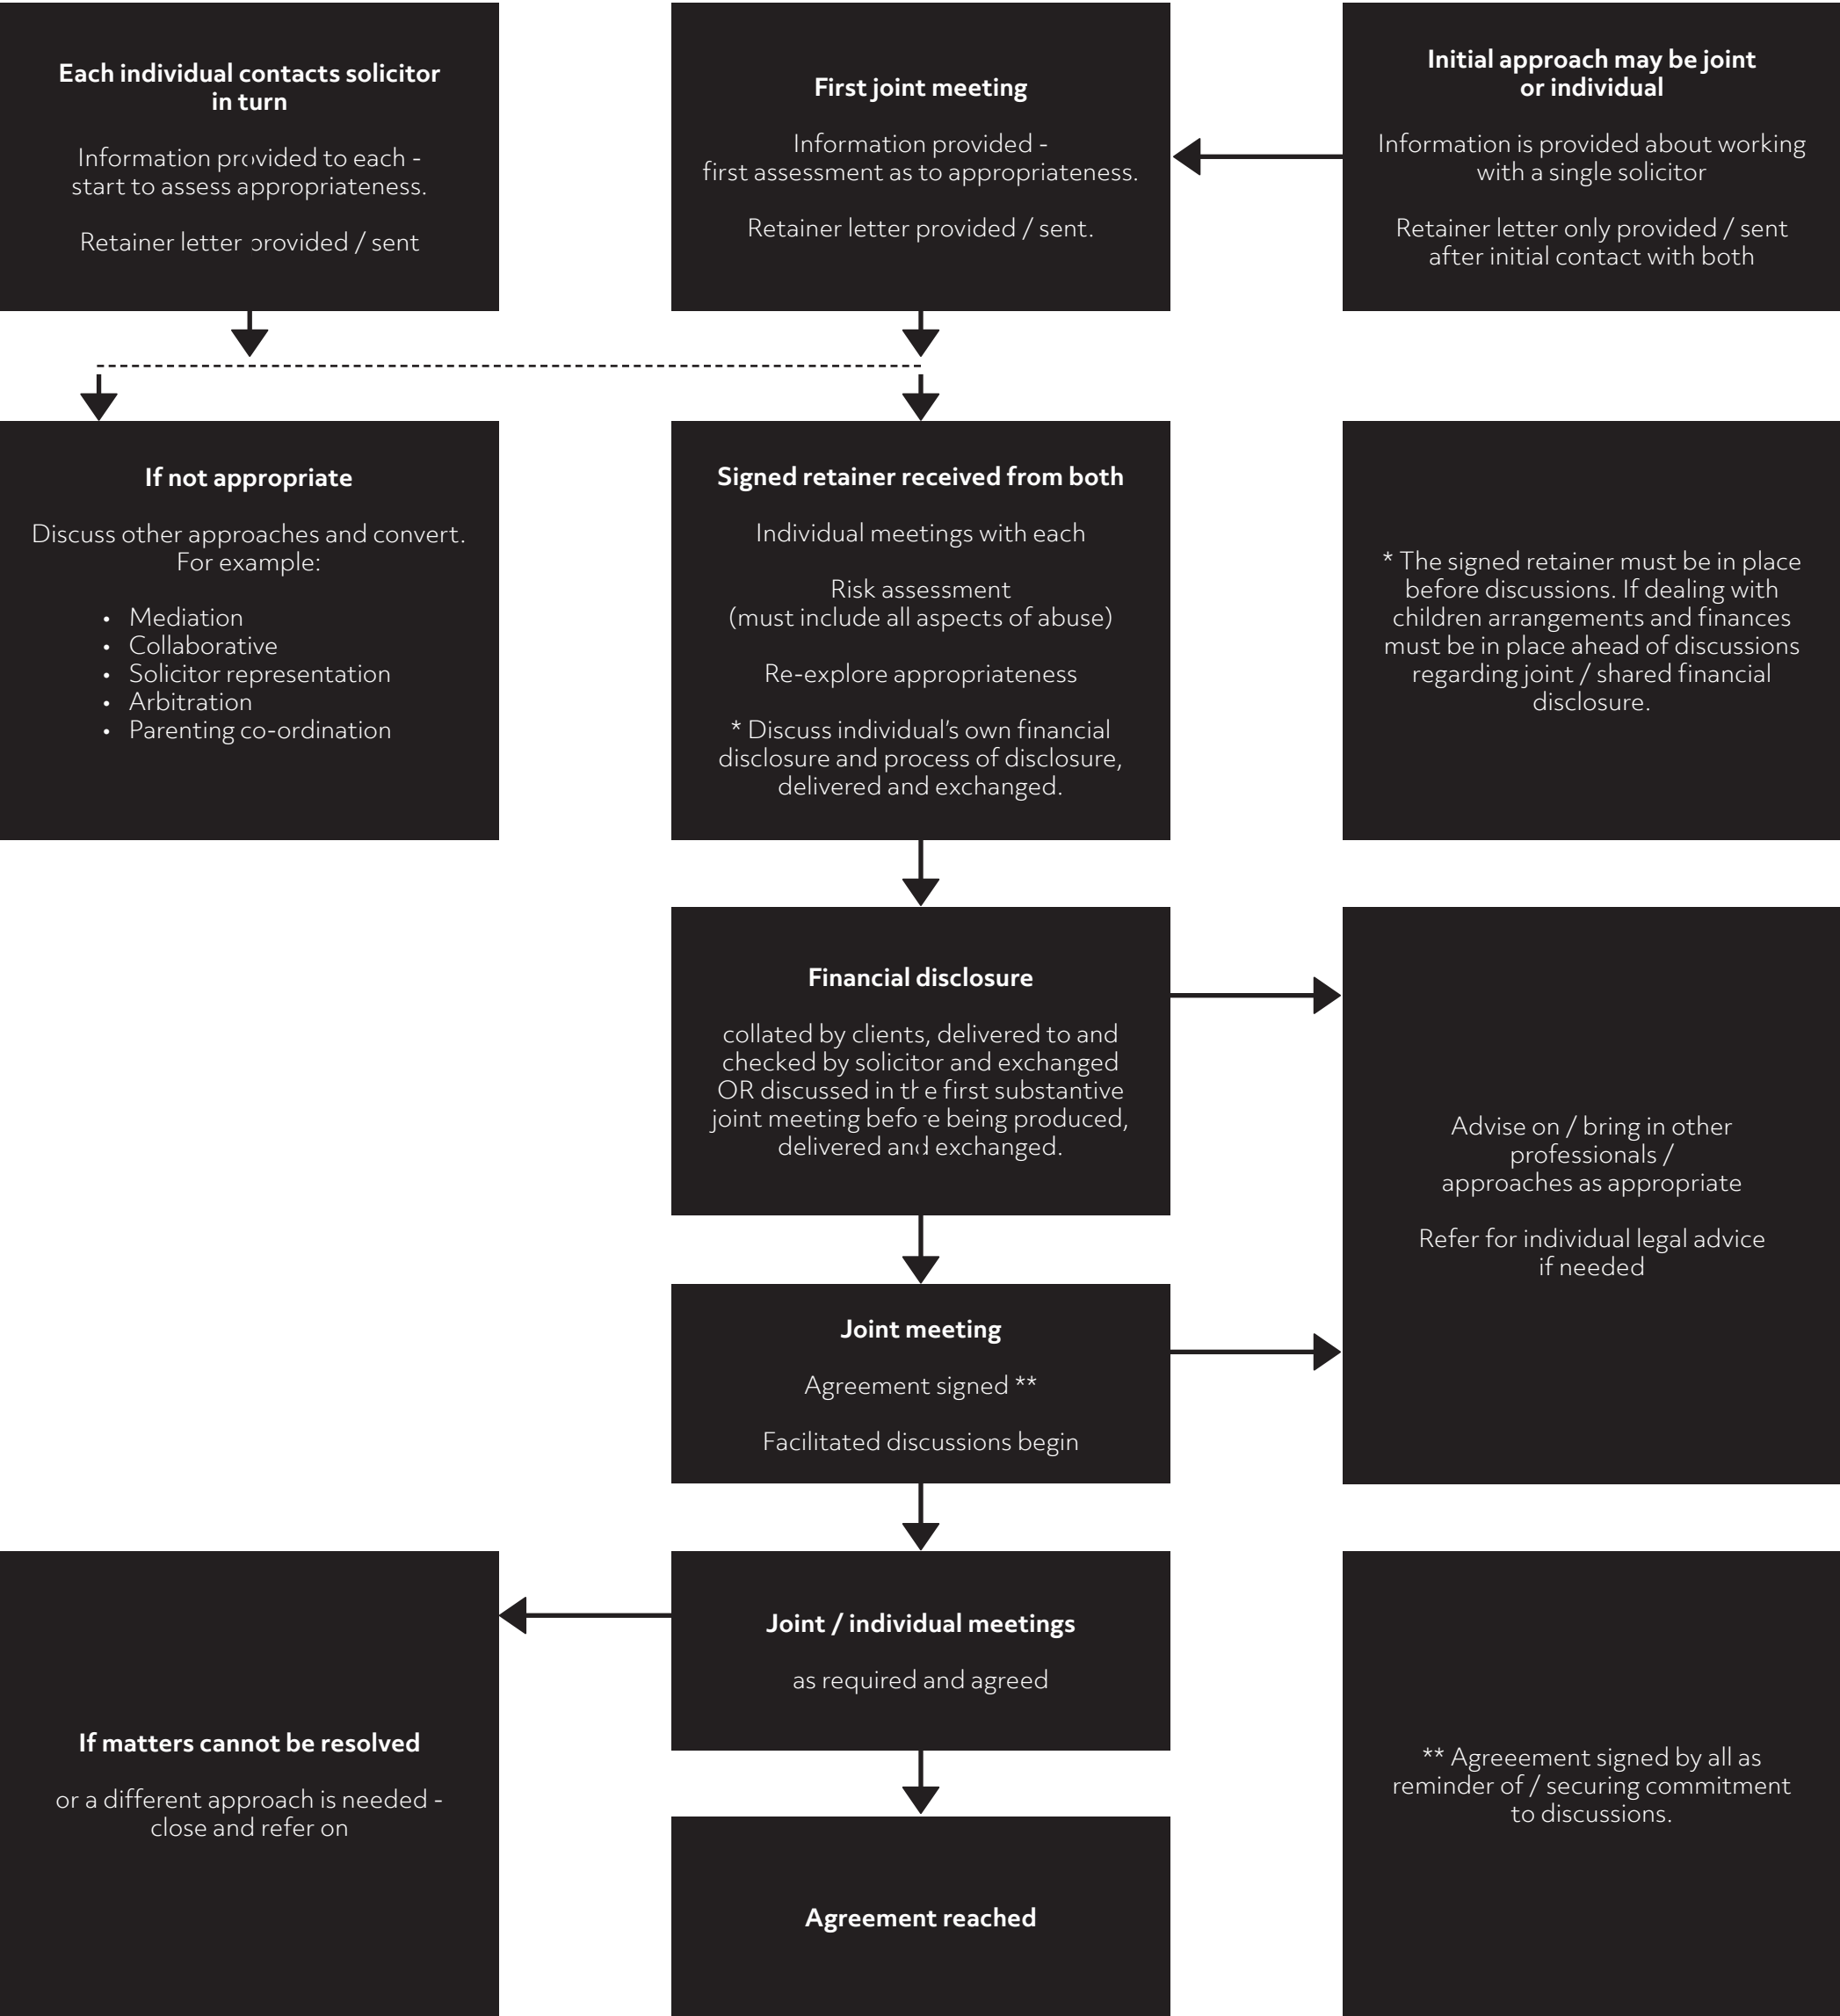 Each individual contacts solicitor
in turn
Information provided to each -
start to assess appropriateness.
Retainer letter provided / sent
First joint meeting
Information provided -
first assessment as to appropriateness.
Retainer letter provided / sent.
Initial approach may be joint
or individual
Information is provided about working
with a single solicitor
Retainer letter only provided / sent
after initial contact with both
If not appropriate
Discuss other approaches and convert.
For example:
• Mediation
• Collaborative
• Solicitor representation
• Arbitration
• Parenting co-ordination
Signed retainer received from both
Individual meetings with each
Risk assessment
(must include all aspects of abuse)
Re-explore appropriateness
* Discuss individual's own financial
disclosure and process of disclosure,
delivered and exchanged.
* The signed retainer must be in place
before discussions. If dealing with
children arrangements and finances
must be in place ahead of discussions
regarding joint / shared financial
disclosure.
Financial disclosure
collated by clients, delivered to and
checked by solicitor and exchanged
OR discussed in the first substantive
joint meeting before being produced,
delivered and exchanged.
Advise on / bring in other
professionals /
approaches as appropriate
Refer for individual legal advice
if needed
Joint meeting
Agreement signed **
Facilitated discussions begin
If matters cannot be resolved
or a different approach is needed -
close and refer on
Joint / individual meetings
as required and agreed
Agreement reached
** Agreeement signed by all as
reminder of / securing commitment
to discussions.